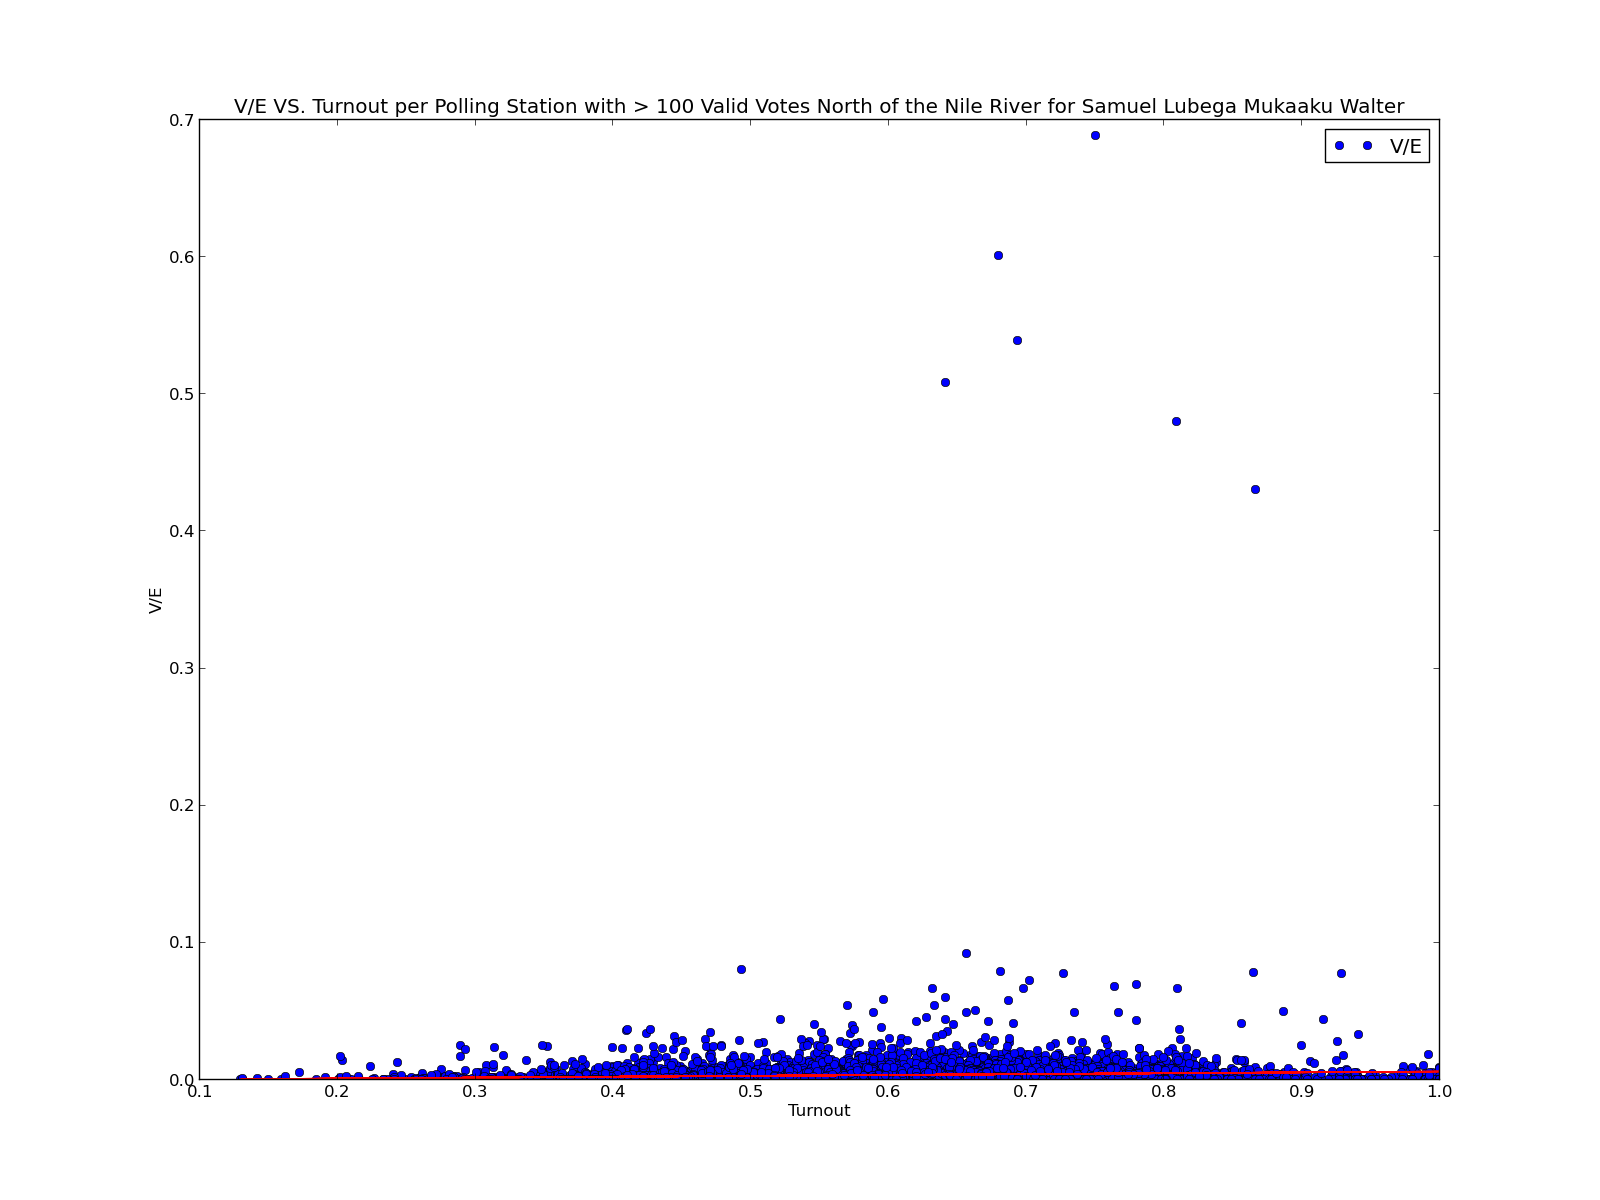 V/E VS. Turnout per Polling Station with > 100 Valid Votes North of the Nile River for Samuel Lubega Mukaaku Walter
V/E
0.7
0.6
0.5
0.4
0.3
0.2
0.1
0.0
V/E
0.1 0.2 0.3 0.4 0.5 0.6 0.7 0.8 0.9 1.0
Turnout